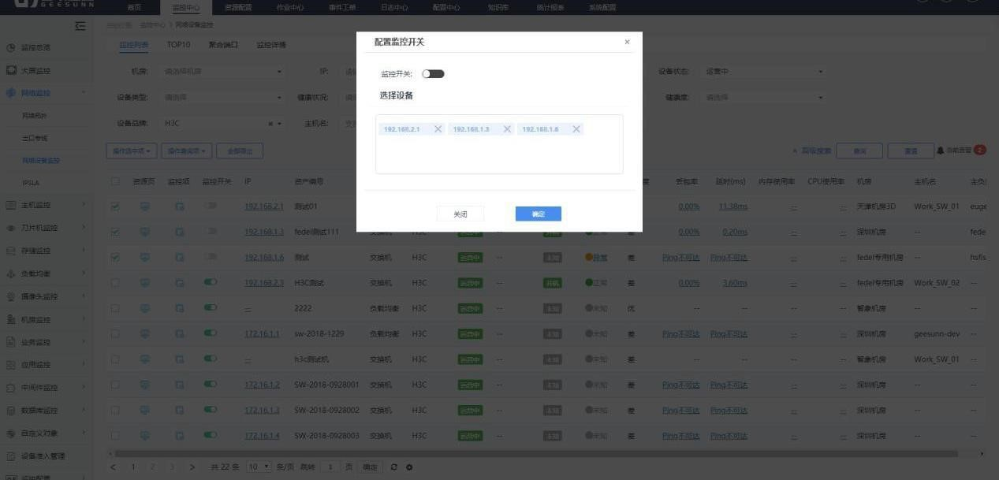 GEESUNN
首页 监控中心 资源配置 作业中心 事件工单 日志中心 配置中心 知识库 统计报表 系统配置
监控中心 > 网络设备监控
监控列表 TOP10 聚合端口 监控详情
监控总览
大屏监控
网络监控
网络拓扑
出口专线
网络设备监控
IPSLA
主机监控
刀片机监控
存储监控
负载均衡
摄像头监控
机房监控
业务监控
应用监控
中间件监控
数据库监控
自定义对象
设备准入管理
监控配置
机房: 请选择机房 IP: 设备状态: 运营中
设备类型: 请选择 健康状况: 健康度: 请选择
设备品牌: H3C 主机名:
操作选中项 操作查询项 全部导出 高级搜索 查询 重置 当前告警 2
配置监控开关 ×
监控开关:
选择设备
192.168.2.1 192.168.1.3 192.168.1.6
关闭 确定
资源页 监控项 监控开关 IP 资产编号 度 丢包率 延时(ms) 内存使用率 CPU使用率 机房 主机名 主负
192.168.2.1 测试01 0.00% 11.38ms -- -- 天津机房3D Work_SW_01 euge
192.168.1.3 fedel测试111 交换机 H3C 运营中 -- 开机 正常 差 0.00% 0.20ms -- -- 深圳机房 -- fede
192.168.1.6 测试 交换机 H3C 运营中 -- 未知 异常 差 Ping不可达 Ping不可达 -- -- fedel专用机房 -- hsfis
192.168.2.3 H3C测试 交换机 H3C 运营中 -- 开机 正常 差 0.00% 3.60ms -- -- fedel专用机房 Work_SW_02 --
-- 2222 负载均衡 H3C 运营中 -- 未知 未知 优 -- -- -- -- 智象机房 -- --
172.16.1.1 sw-2018-1229 负载均衡 H3C 运营中 -- 未知 未知 差 Ping不可达 Ping不可达 -- -- 深圳机房 geesunn-dev --
-- h3c测试机 交换机 H3C 运营中 -- 未知 未知 差 -- -- -- -- 智象机房 Work_SW_01 --
172.16.1.2 SW-2018-0928001 交换机 H3C 运营中 -- 未知 未知 差 Ping不可达 Ping不可达 -- -- 深圳机房 -- --
172.16.1.3 SW-2018-0928002 交换机 H3C 运营中 -- 未知 未知 差 Ping不可达 Ping不可达 -- -- 深圳机房 -- --
172.16.1.4 SW-2018-0928003 交换机 H3C 运营中 -- 未知 未知 差 Ping不可达 Ping不可达 -- -- 深圳机房 -- --
< 1 2 3 > 共 22 条 10 条/页 跳转 1 页 确定